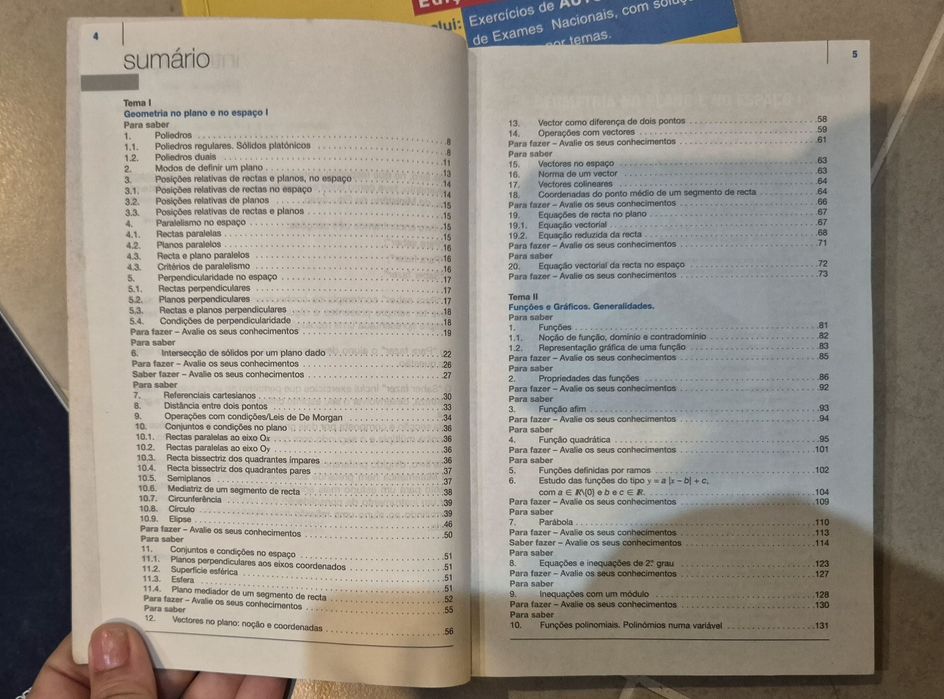 Exercícios de
de Exames Nacionais, com
por temas.
4
sumário
Tema I
Geometria no plano e no espaço I
Para saber
1. Poliedros 8
1.1. Poliedros regulares. Sólidos platónicos 8
1.2. Poliedros duais 11
2. Modos de definir um plano 13
3. Posições relativas de rectas e planos, no espaço 14
3.1. Posições relativas de rectas no espaço 14
3.2. Posições relativas de planos 15
3.3. Posições relativas de rectas e planos 15
4. Paralelismo no espaço 15
4.1. Rectas paralelas 15
4.2. Planos paralelos 16
4.3. Recta e plano paralelos 16
4.3. Critérios de paralelismo 16
5. Perpendicularidade no espaço 17
5.1. Rectas perpendiculares 17
5.2. Planos perpendiculares 17
5.3. Rectas e planos perpendiculares 18
5.4. Condições de perpendicularidade 18
Para fazer – Avalie os seus conhecimentos 19
Para saber
6. Intersecção de sólidos por um plano dado 22
Para fazer – Avalie os seus conhecimentos 26
Saber fazer – Avalie os seus conhecimentos 27
Para saber
7. Referenciais cartesianos 30
8. Distância entre dois pontos 33
9. Operações com condições/Leis de De Morgan 34
10. Conjuntos e condições no plano 36
10.1. Rectas paralelas ao eixo Ox 36
10.2. Rectas paralelas ao eixo Oy 36
10.3. Recta bissectriz dos quadrantes ímpares 36
10.4. Recta bissectriz dos quadrantes pares 37
10.5. Semiplanos 37
10.6. Mediatriz de um segmento de recta 38
10.7. Circunferência 39
10.8. Círculo 39
10.9. Elipse 46
Para fazer – Avalie os seus conhecimentos 50
Para saber
11. Conjuntos e condições no espaço 51
11.1. Planos perpendiculares aos eixos coordenados 51
11.2. Superfície esférica 51
11.3. Esfera 51
11.4. Plano mediador de um segmento de recta 52
Para fazer – Avalie os seus conhecimentos 55
Para saber
12. Vectores no plano: noção e coordenadas 56
5
13. Vector como diferença de dois pontos 58
14. Operações com vectores 59
Para fazer – Avalie os seus conhecimentos 61
Para saber
15. Vectores no espaço 63
16. Norma de um vector 63
17. Vectores colineares 64
18. Coordenadas do ponto médio de um segmento de recta 64
Para fazer – Avalie os seus conhecimentos 66
19. Equações de recta no plano 67
19.1. Equação vectorial 67
19.2. Equação reduzida da recta 68
Para fazer – Avalie os seus conhecimentos 71
Para saber
20. Equação vectorial da recta no espaço 72
Para fazer – Avalie os seus conhecimentos 73
Tema II
Funções e Gráficos. Generalidades.
Para saber
1. Funções 81
1.1. Noção de função, domínio e contradomínio 82
1.2. Representação gráfica de uma função 83
Para fazer – Avalie os seus conhecimentos 85
Para saber
2. Propriedades das funções 86
Para fazer – Avalie os seus conhecimentos 92
Para saber
3. Função afim 93
Para fazer – Avalie os seus conhecimentos 94
Para saber
4. Função quadrática 95
Para fazer – Avalie os seus conhecimentos 101
Para saber
5. Funções definidas por ramos 102
6. Estudo das funções do tipo y = a |x – b| + c,
com a ∈ ℝ\{0} e b e c ∈ ℝ. 104
Para fazer – Avalie os seus conhecimentos 109
Para saber
7. Parábola 110
Para fazer – Avalie os seus conhecimentos 113
Saber fazer – Avalie os seus conhecimentos 114
Para saber
8. Equações e inequações de 2.º grau 123
Para fazer – Avalie os seus conhecimentos 127
Para saber
9. Inequações com um módulo 128
Para fazer – Avalie os seus conhecimentos 130
Para saber
10. Funções polinomiais. Polinómios numa variável 131